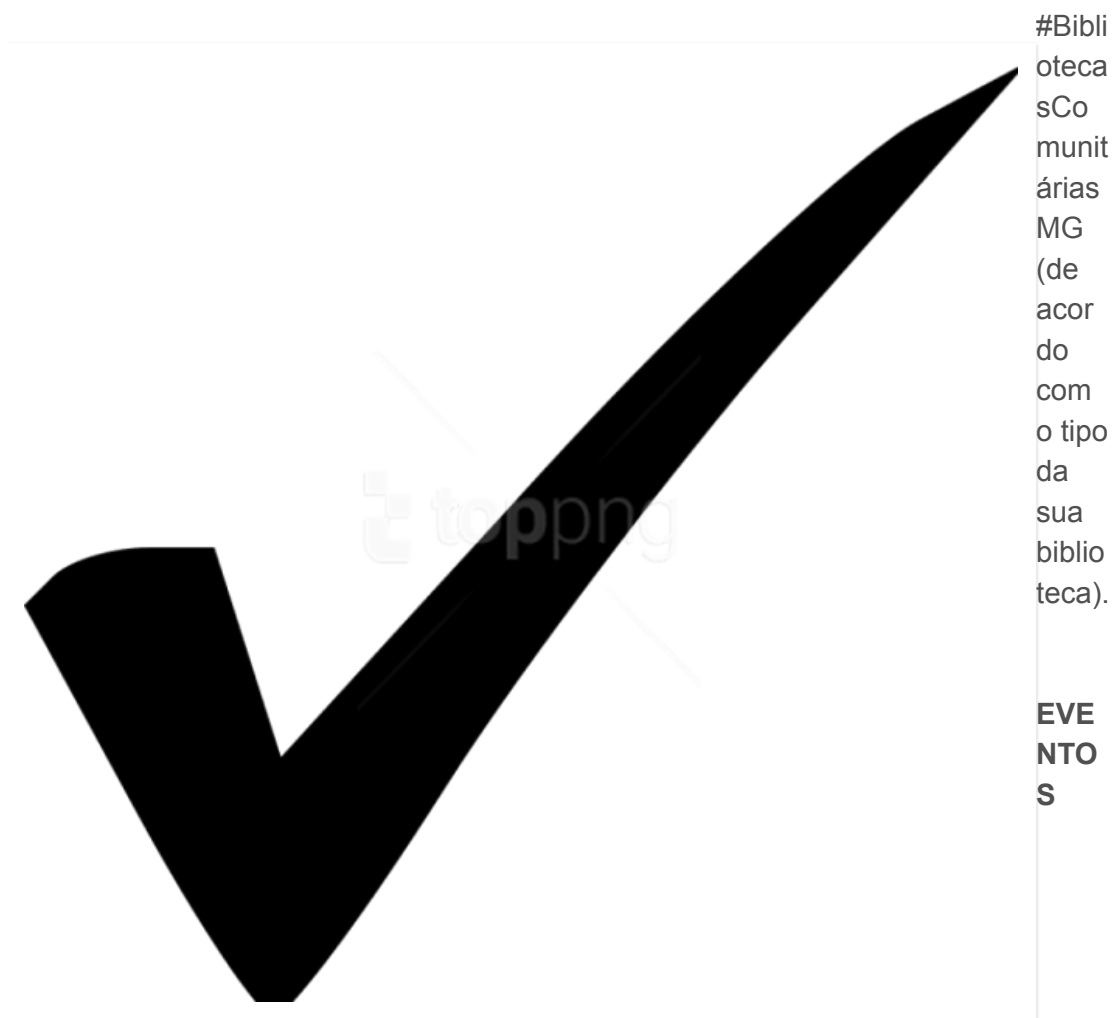 #Bibli
oteca
sCo
munit
árias
MG
(de
acor
do
com
o tipo
da
sua
biblio
teca).
toppng
EVE
NTO
S